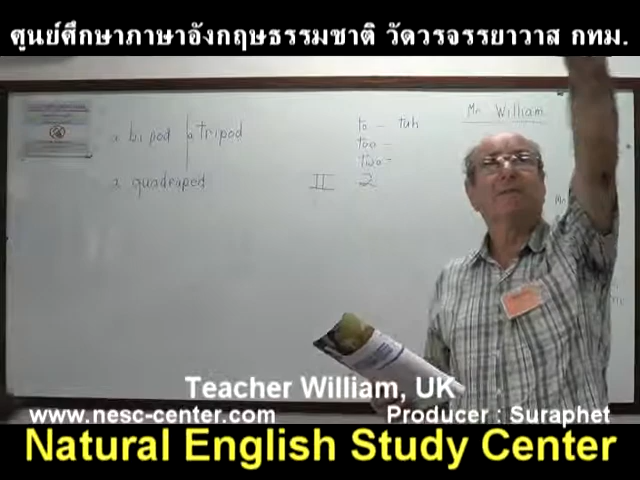 ศูนย์ศึกษาภาษาอังกฤษธรรมชาติ วัดวรจรรยาวาส กทม.
Mr William
a bi pod a tripod
to - tuh
too -
two -
a quadraped
II 2
Teacher William, UK
www.nesc-center.com
Producer : Suraphet
Natural English Study Center